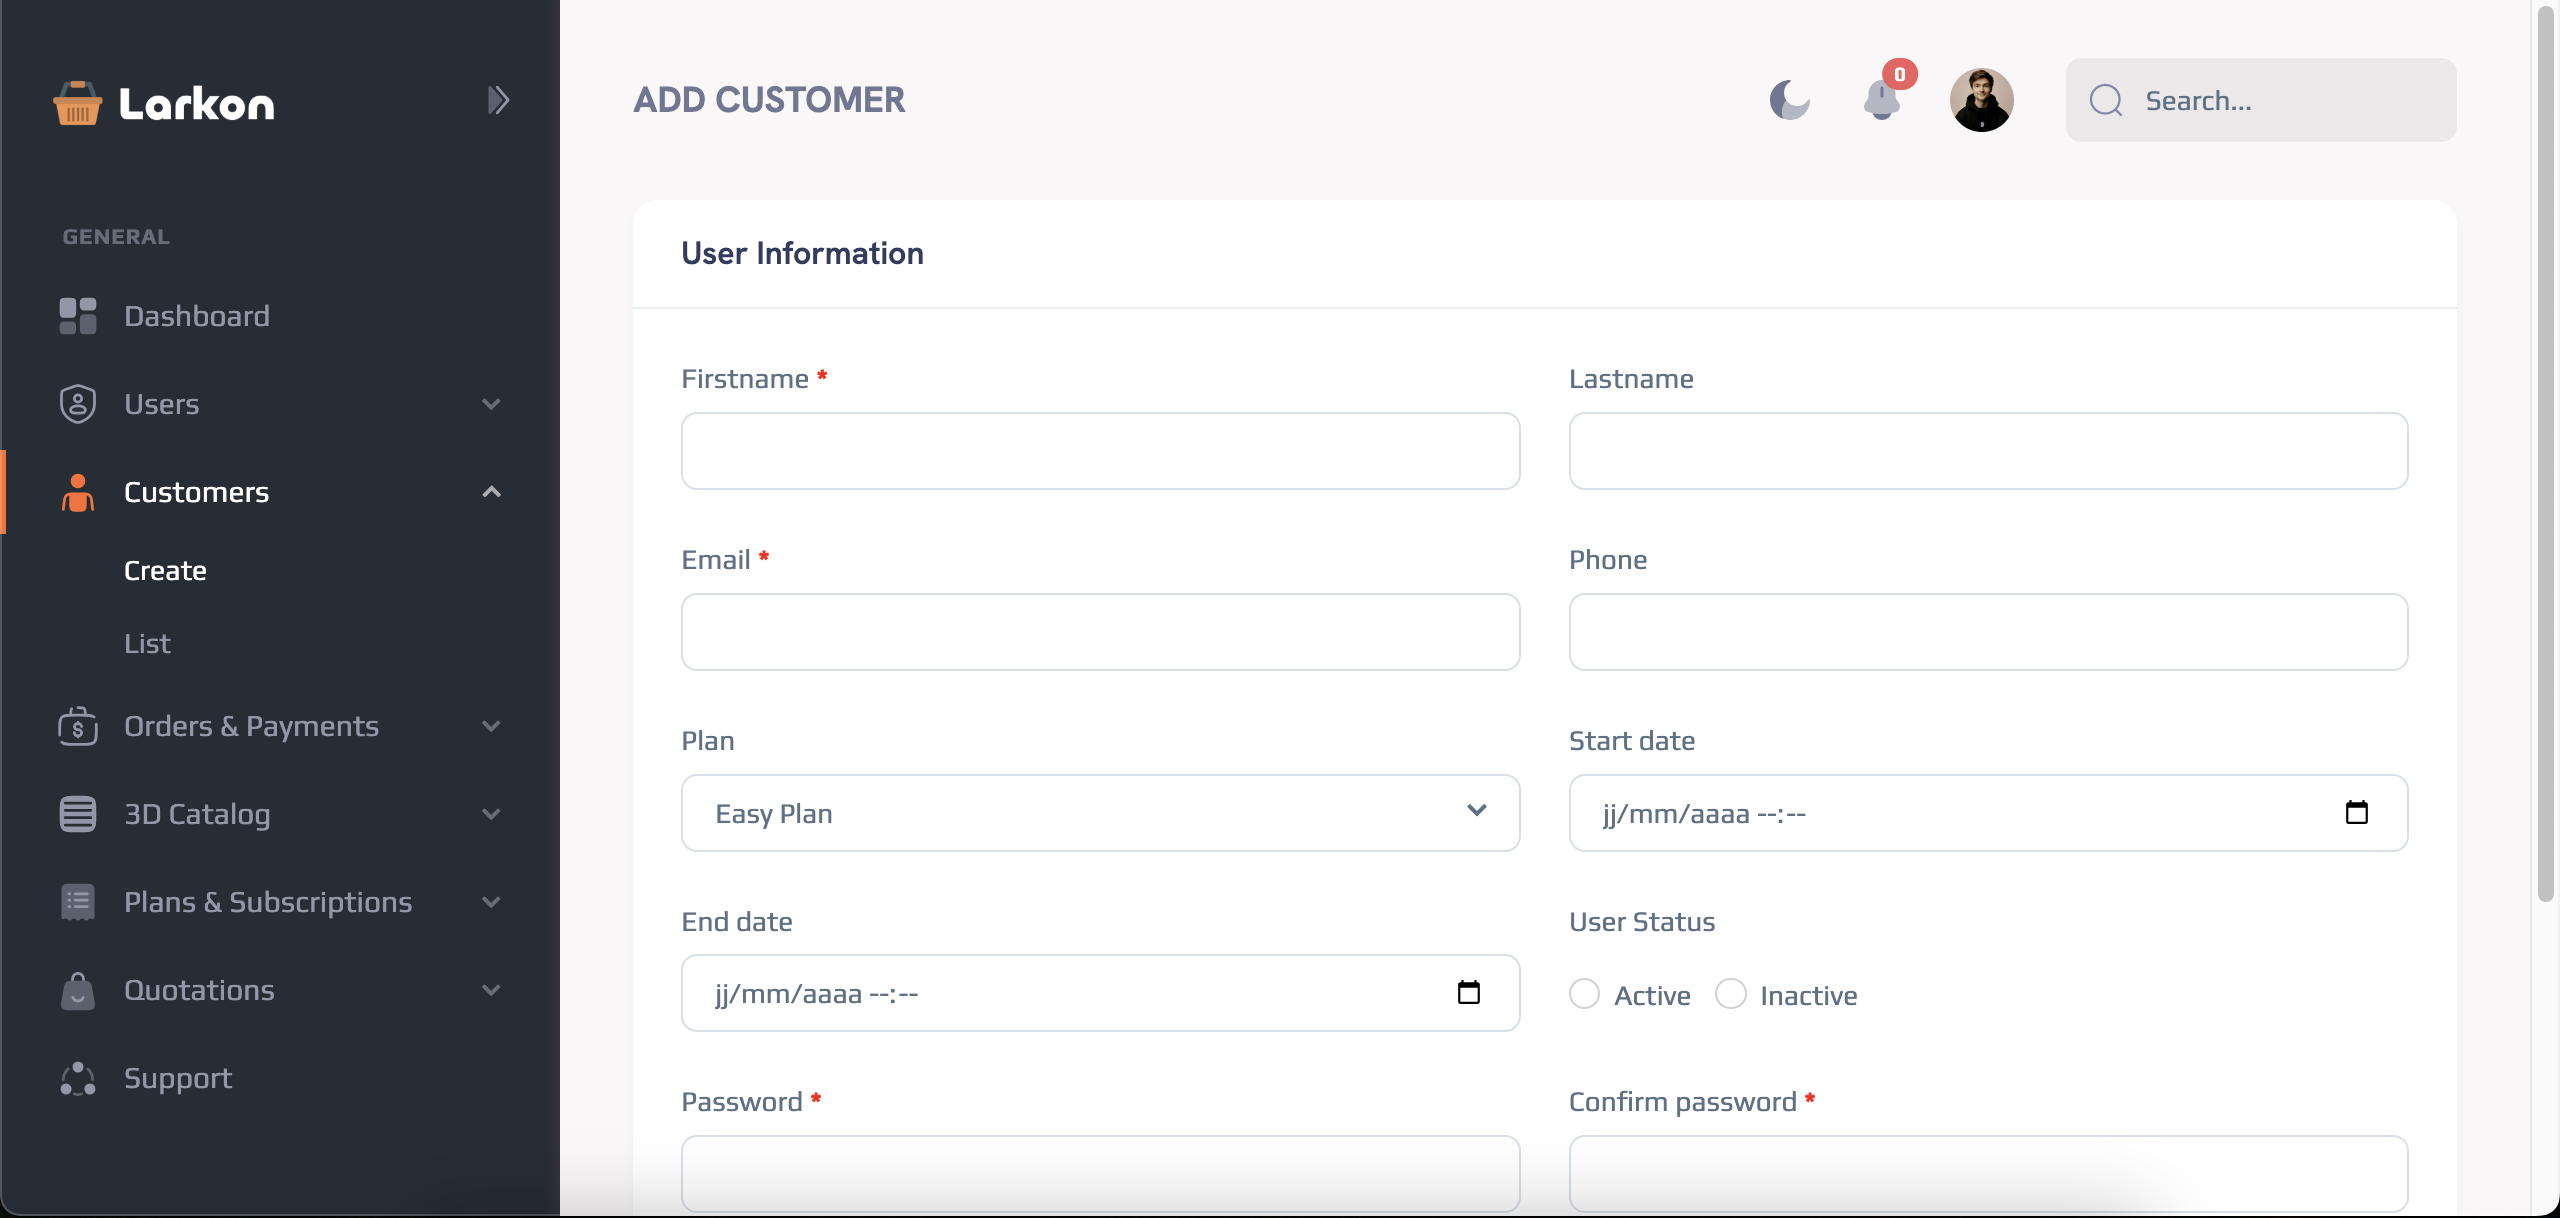 Larkon
ADD CUSTOMER
0
Search...
GENERAL
Dashboard
Users
Customers
Create
List
Orders & Payments
3D Catalog
Plans & Subscriptions
Quotations
Support
User Information
Firstname *
Lastname
Email *
Phone
Plan
Start date
Easy Plan
jj/mm/aaaa --:--
End date
User Status
jj/mm/aaaa --:--
Active
Inactive
Password *
Confirm password *